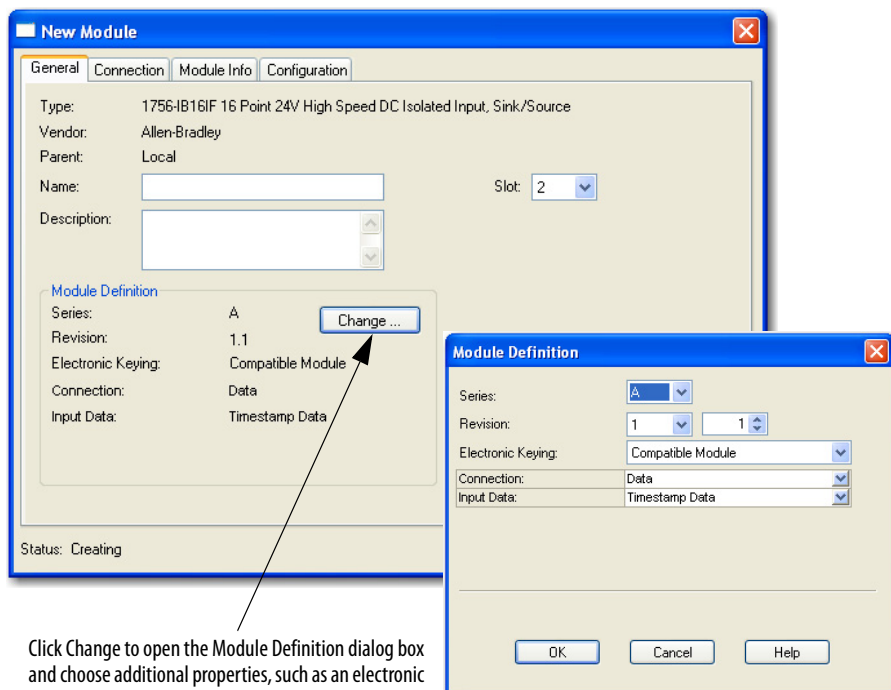 New Module
General Connection Module Info Configuration
Type: 1756-IB16IF 16 Point 24V High Speed DC Isolated Input, Sink/Source
Vendor: Allen-Bradley
Parent: Local
Name: Slot: 2
Description:
Module Definition
Series: A Change ...
Revision: 1.1
Electronic Keying: Compatible Module
Connection: Data
Input Data: Timestamp Data
Status: Creating
Module Definition
Series: A
Revision: 1 1
Electronic Keying: Compatible Module
Connection: Data
Input Data: Timestamp Data
OK Cancel Help
Click Change to open the Module Definition dialog box
and choose additional properties, such as an electronic